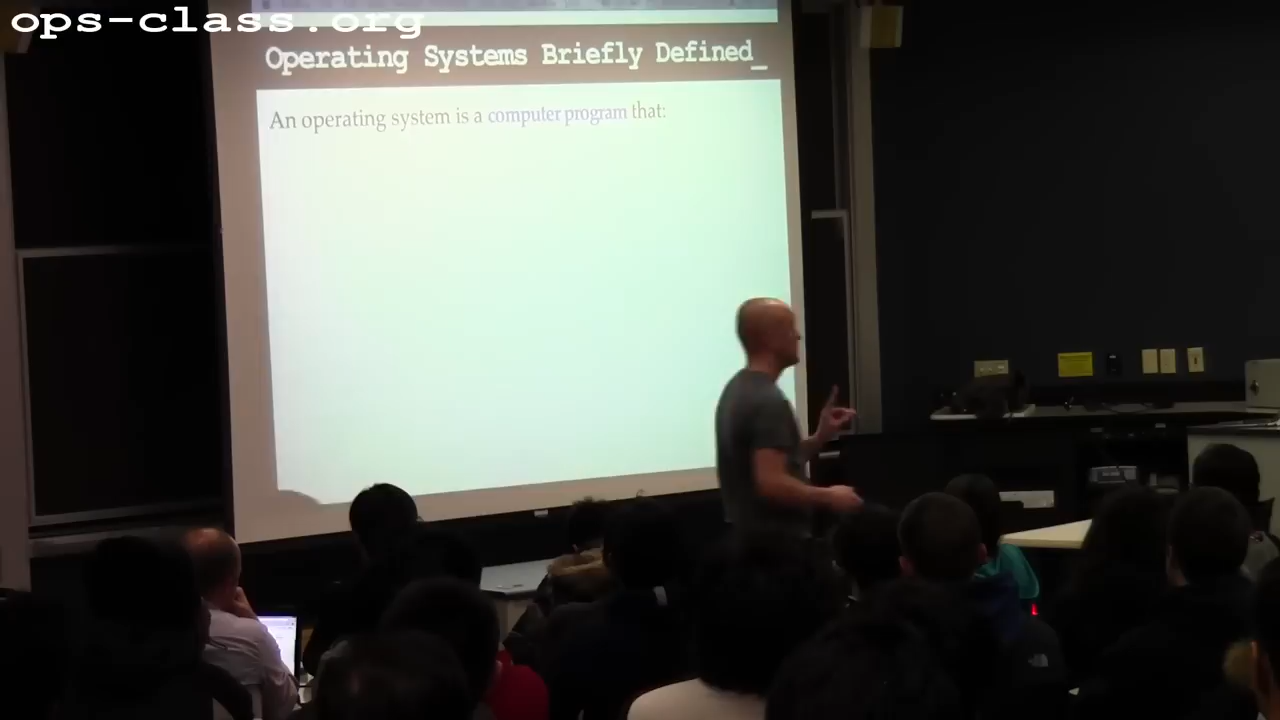 ops-class.org
Operating Systems Briefly Defined_
An operating system is a computer program that: